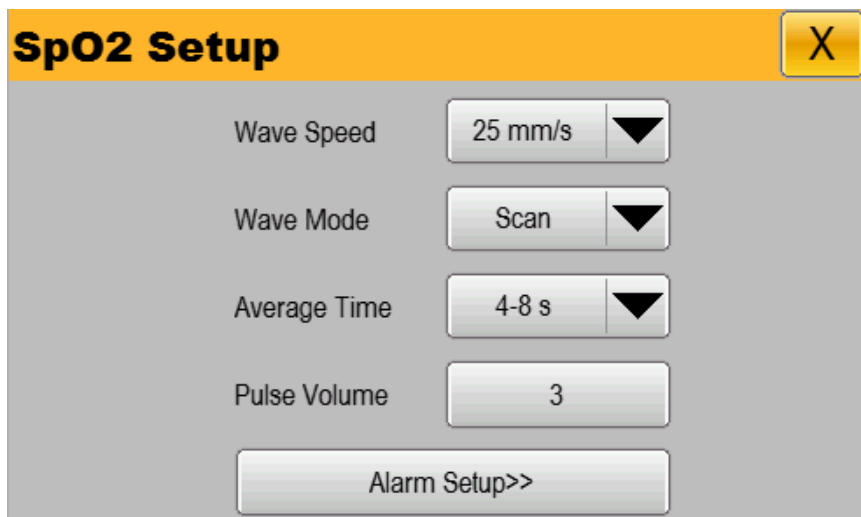 SpO2 Setup X
Wave Speed 25 mm/s
Wave Mode Scan
Average Time 4-8 s
Pulse Volume 3
Alarm Setup>>